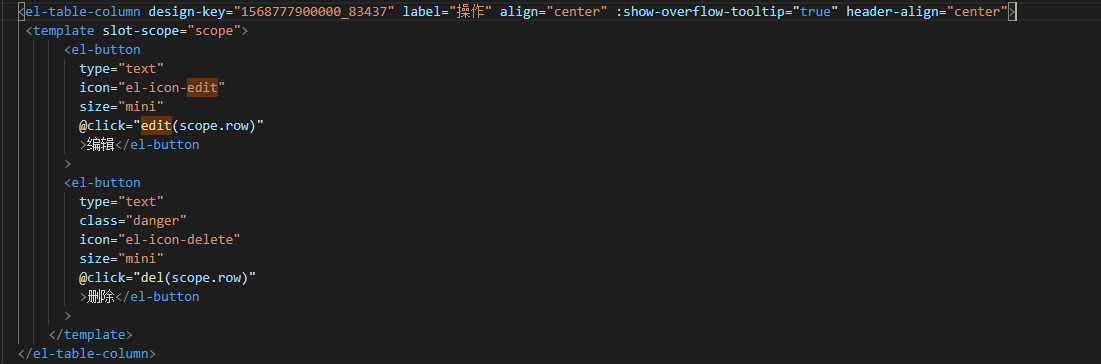 <el-table-column design-key="1568777900000_83437" label="操作" align="center" :show-overflow-tooltip="true" header-align="center">
<template slot-scope="scope">
<el-button
type="text"
icon="el-icon-edit"
size="mini"
@click="edit(scope.row)"
>编辑</el-button
>
<el-button
type="text"
class="danger"
icon="el-icon-delete"
size="mini"
@click="del(scope.row)"
>删除</el-button
>
</template>
</el-table-column>